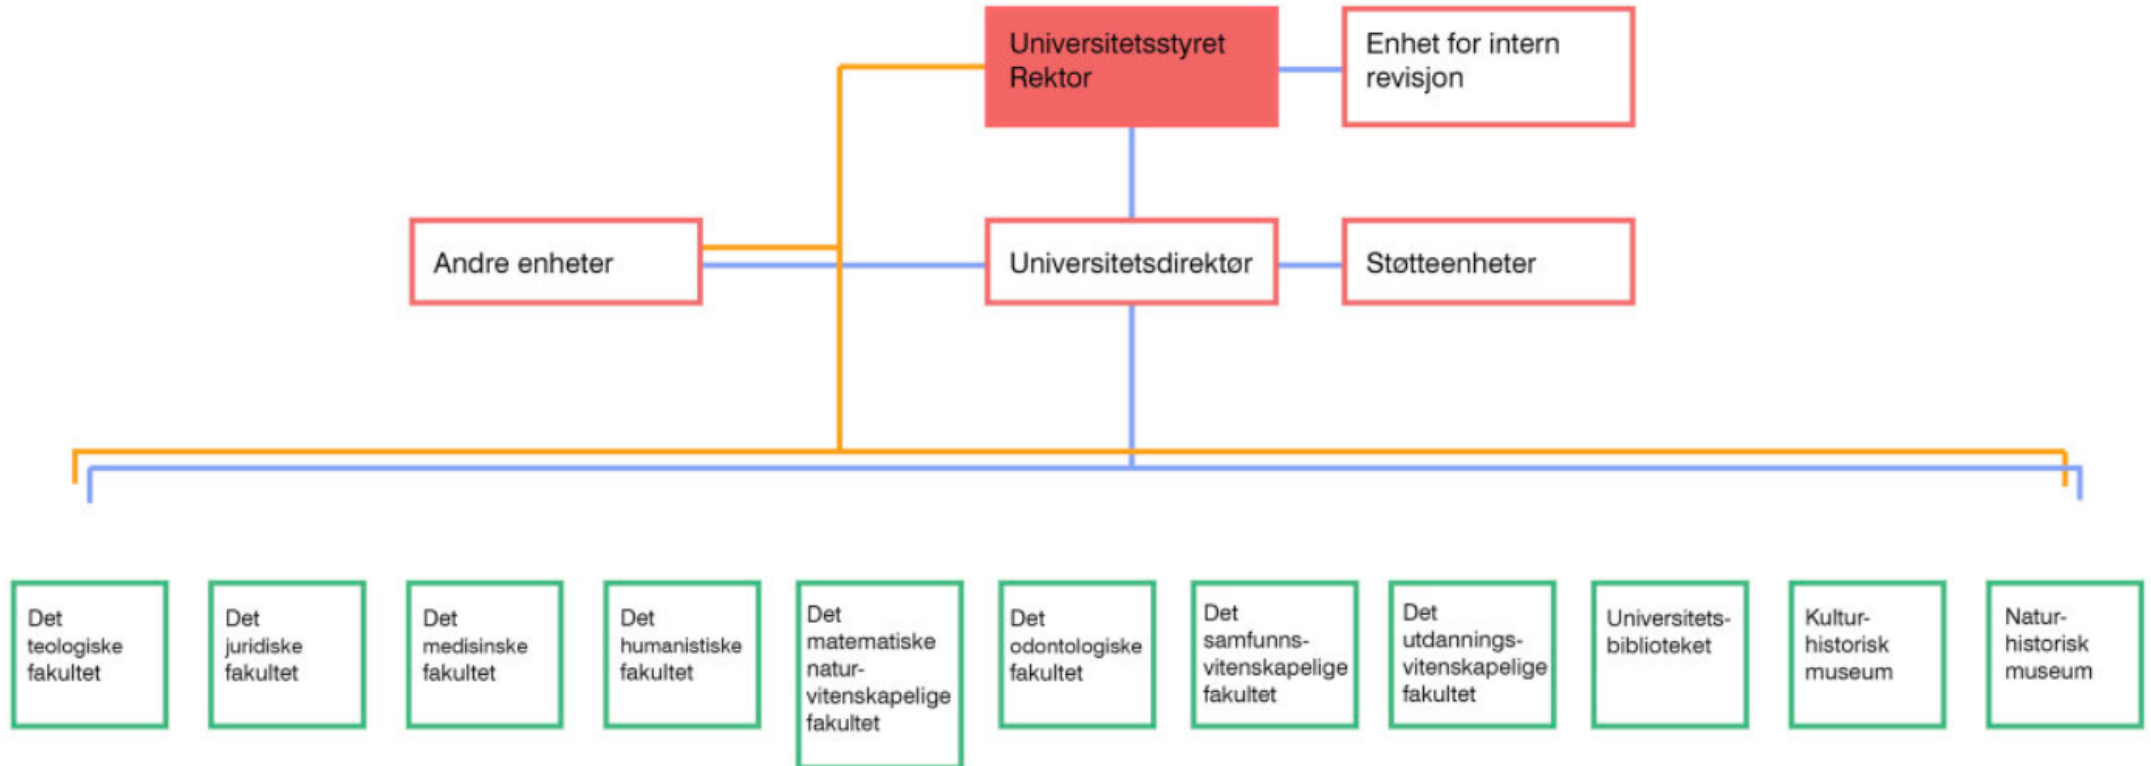 Universitetsstyret
Rektor
Enhet for intern
revisjon
Andre enheter
Universitetsdirektør
Støtteenheter
Det
teologiske
fakultet
Det
juridiske
fakultet
Det
medisinske
fakultet
Det
humanistiske
fakultet
Det
matematiske
natur-
vitenskapelige
fakultet
Det
odontologiske
fakultet
Det
samfunns-
vitenskapelige
fakultet
Det
utdannings-
vitenskapelige
fakultet
Universitets-
biblioteket
Kultur-
historisk
museum
Natur-
historisk
museum